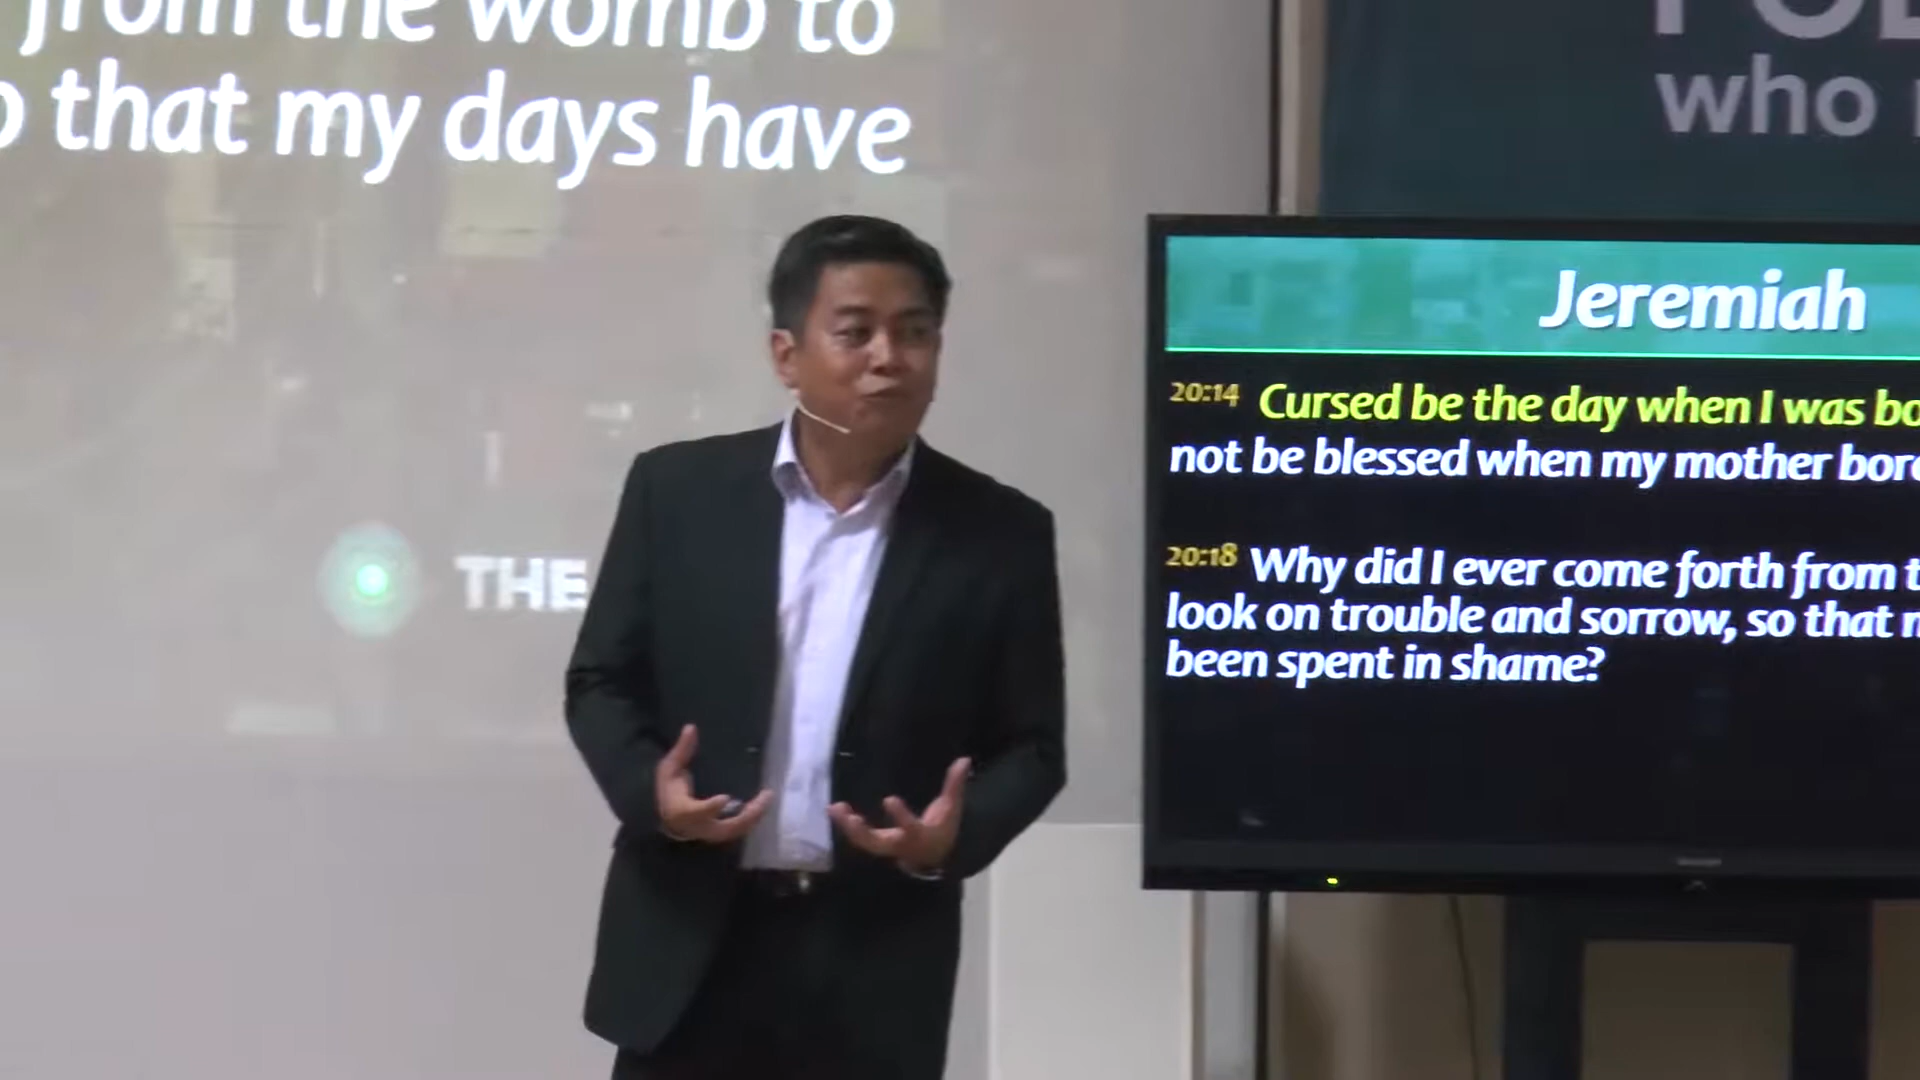 from the womb to
that my days have
THE
who
Jeremiah
20:14 Cursed be the day when I was
not be blessed when my mother
20:18 Why did I ever come forth from
look on trouble and sorrow, so that
been spent in shame?